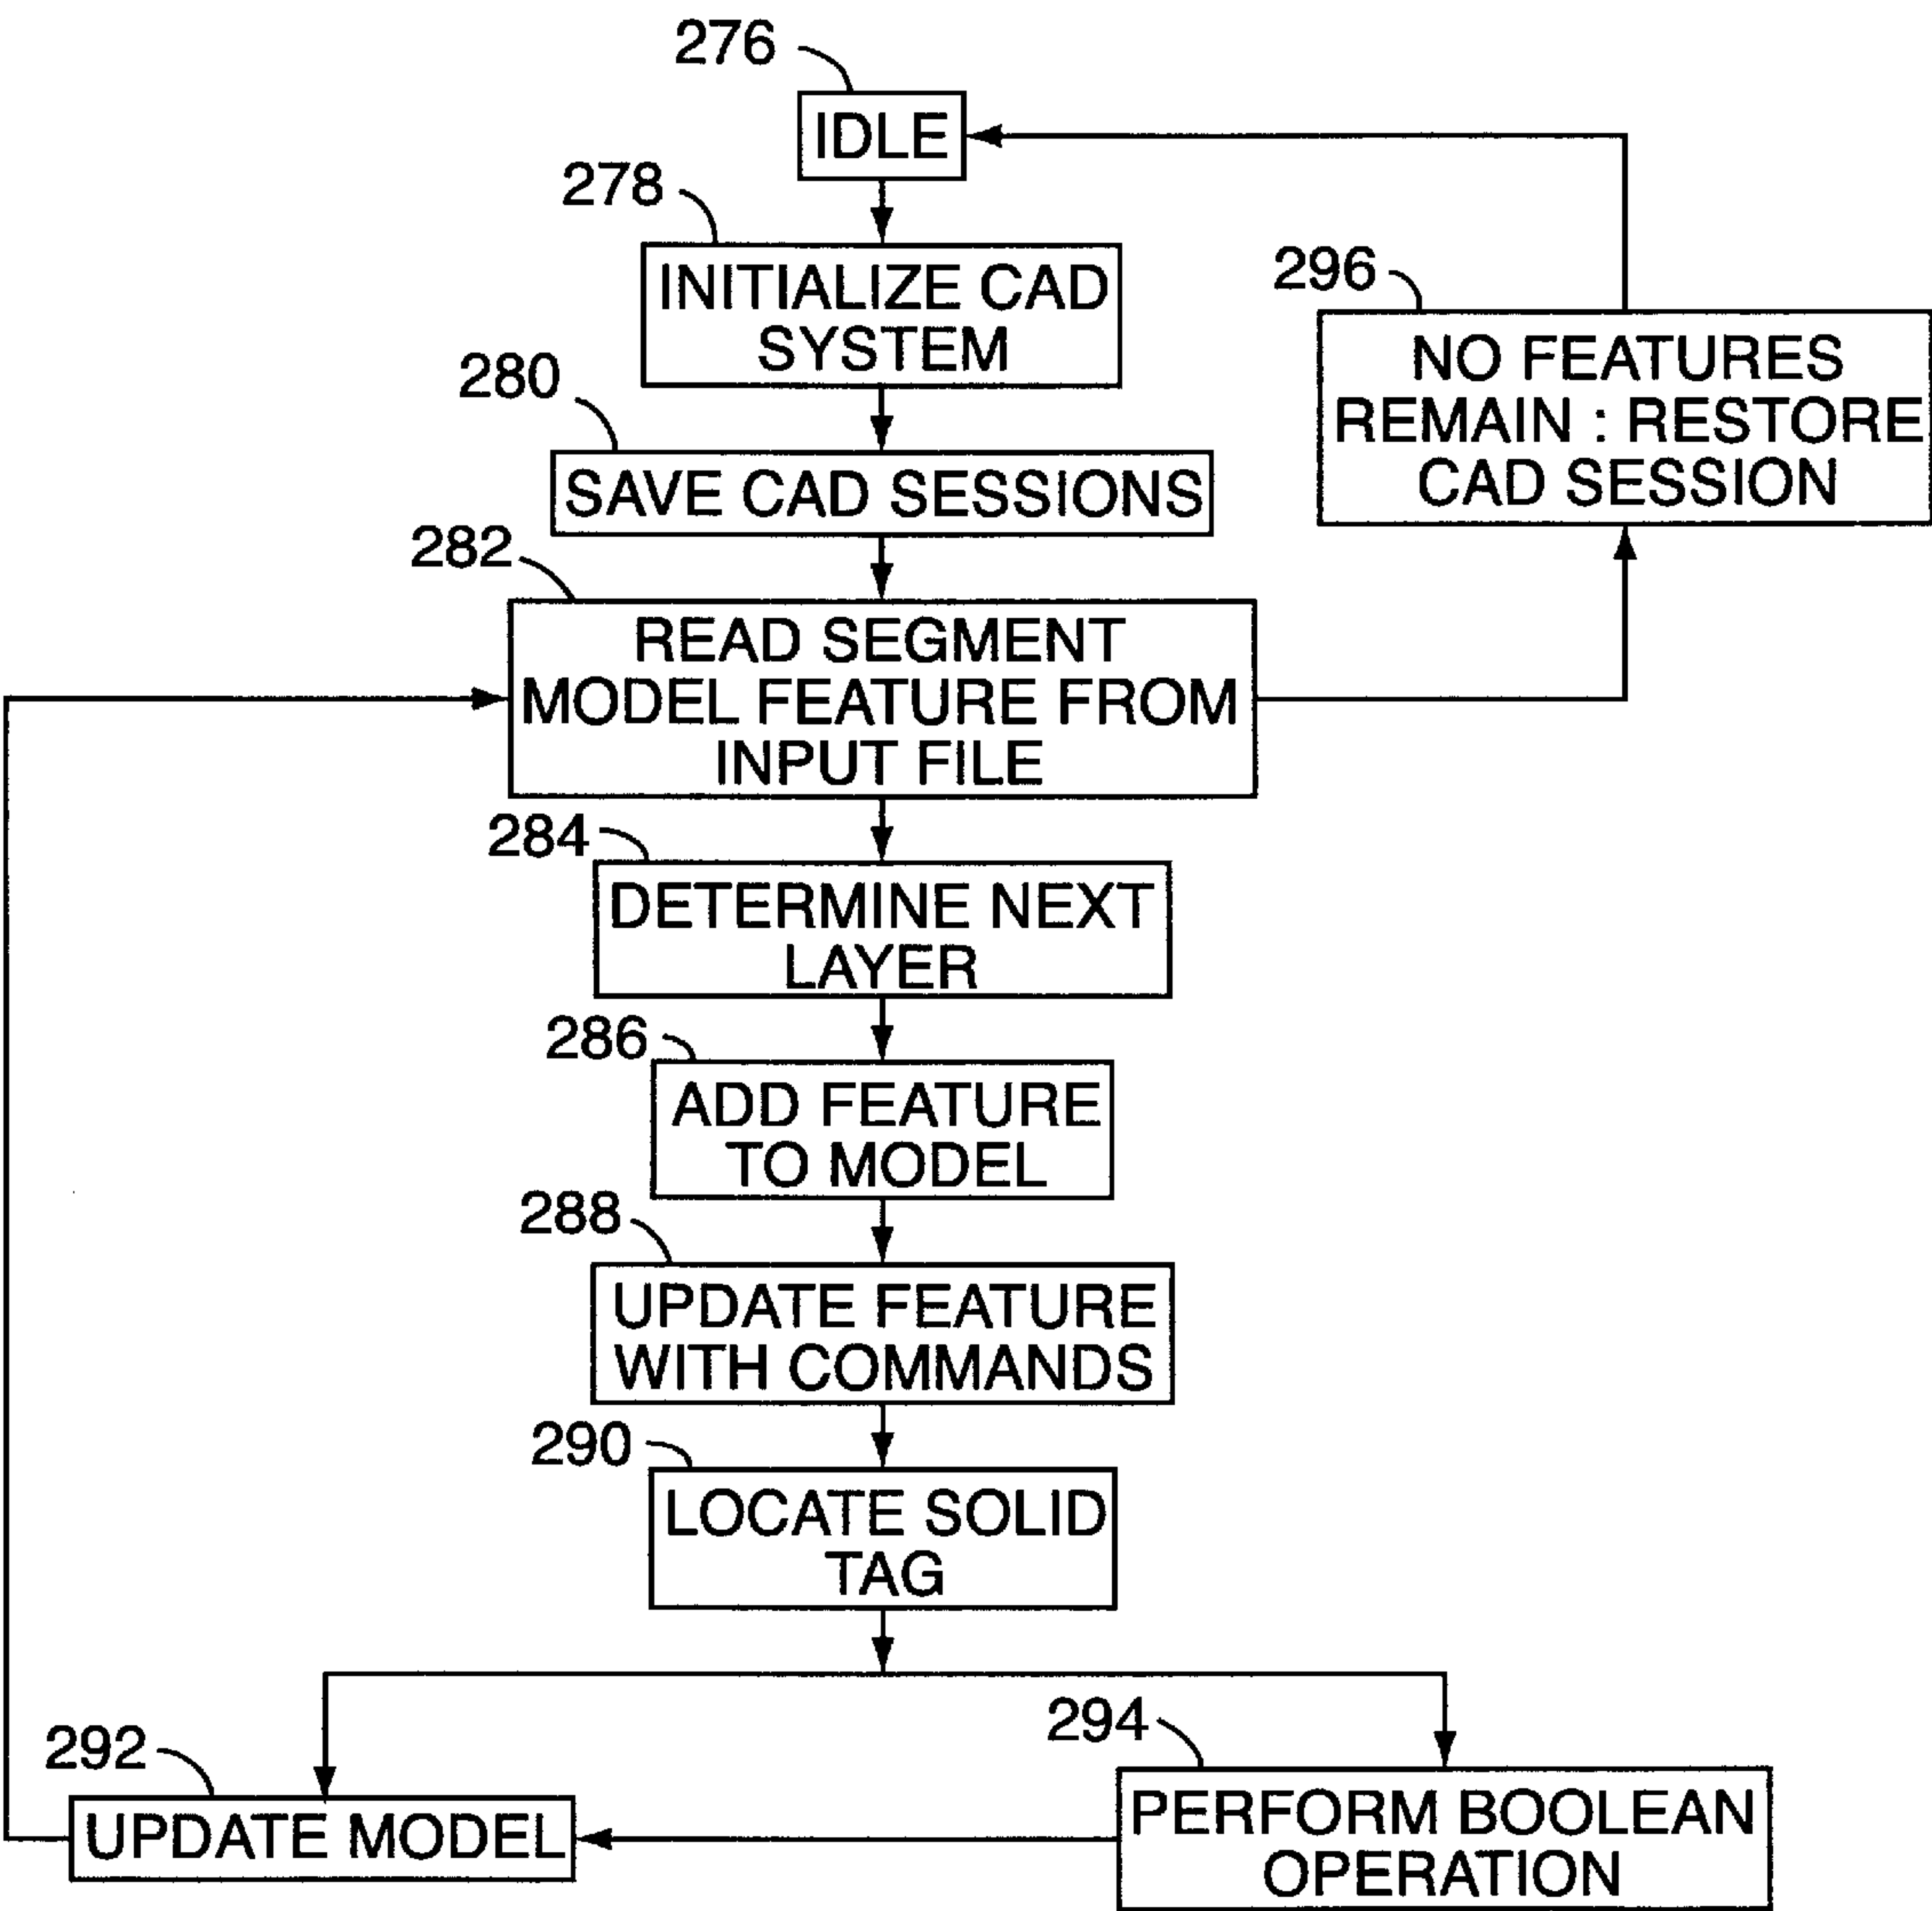 276
IDLE
278
INITIALIZE CAD
SYSTEM
296
NO FEATURES
REMAIN : RESTORE
CAD SESSION
280
SAVE CAD SESSIONS
282
READ SEGMENT
MODEL FEATURE FROM
INPUT FILE
284
DETERMINE NEXT
LAYER
286
ADD FEATURE
TO MODEL
288
UPDATE FEATURE
WITH COMMANDS
290
LOCATE SOLID
TAG
292
UPDATE MODEL
294
PERFORM BOOLEAN
OPERATION